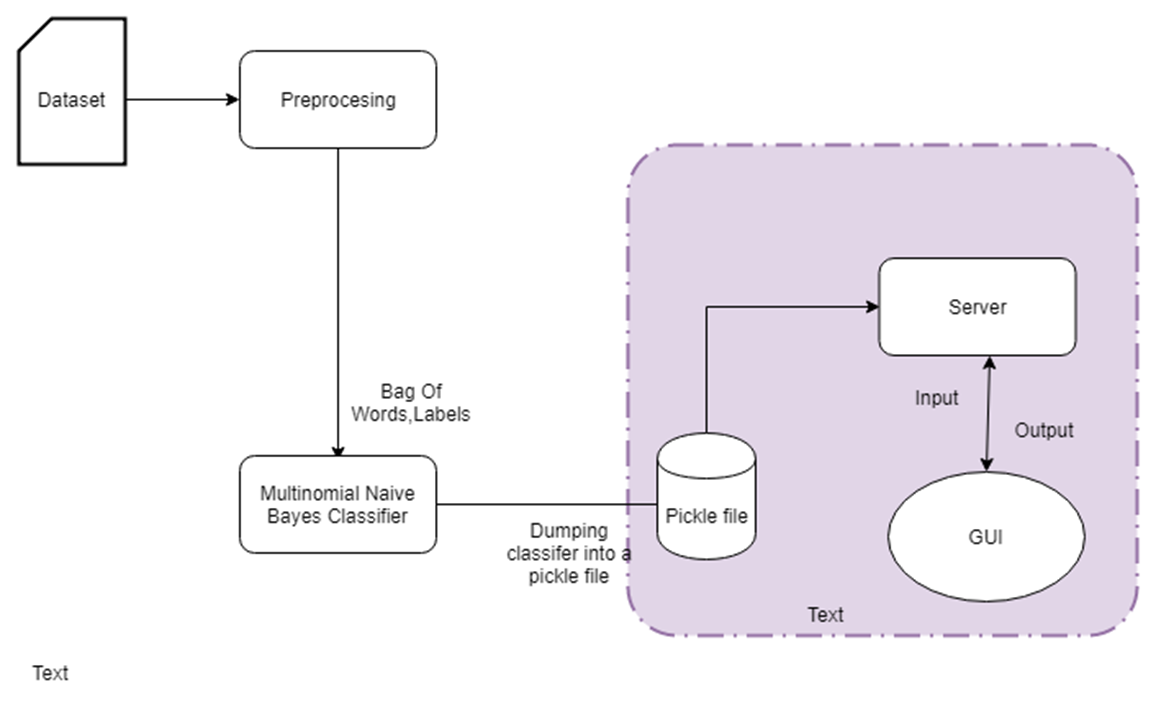 Dataset
Preprocesing
Server
Input
Output
Bag Of
Words,Labels
Multinomial Naive
Bayes Classifier
Dumping
classifer into a
pickle file
Pickle file
GUI
Text
Text